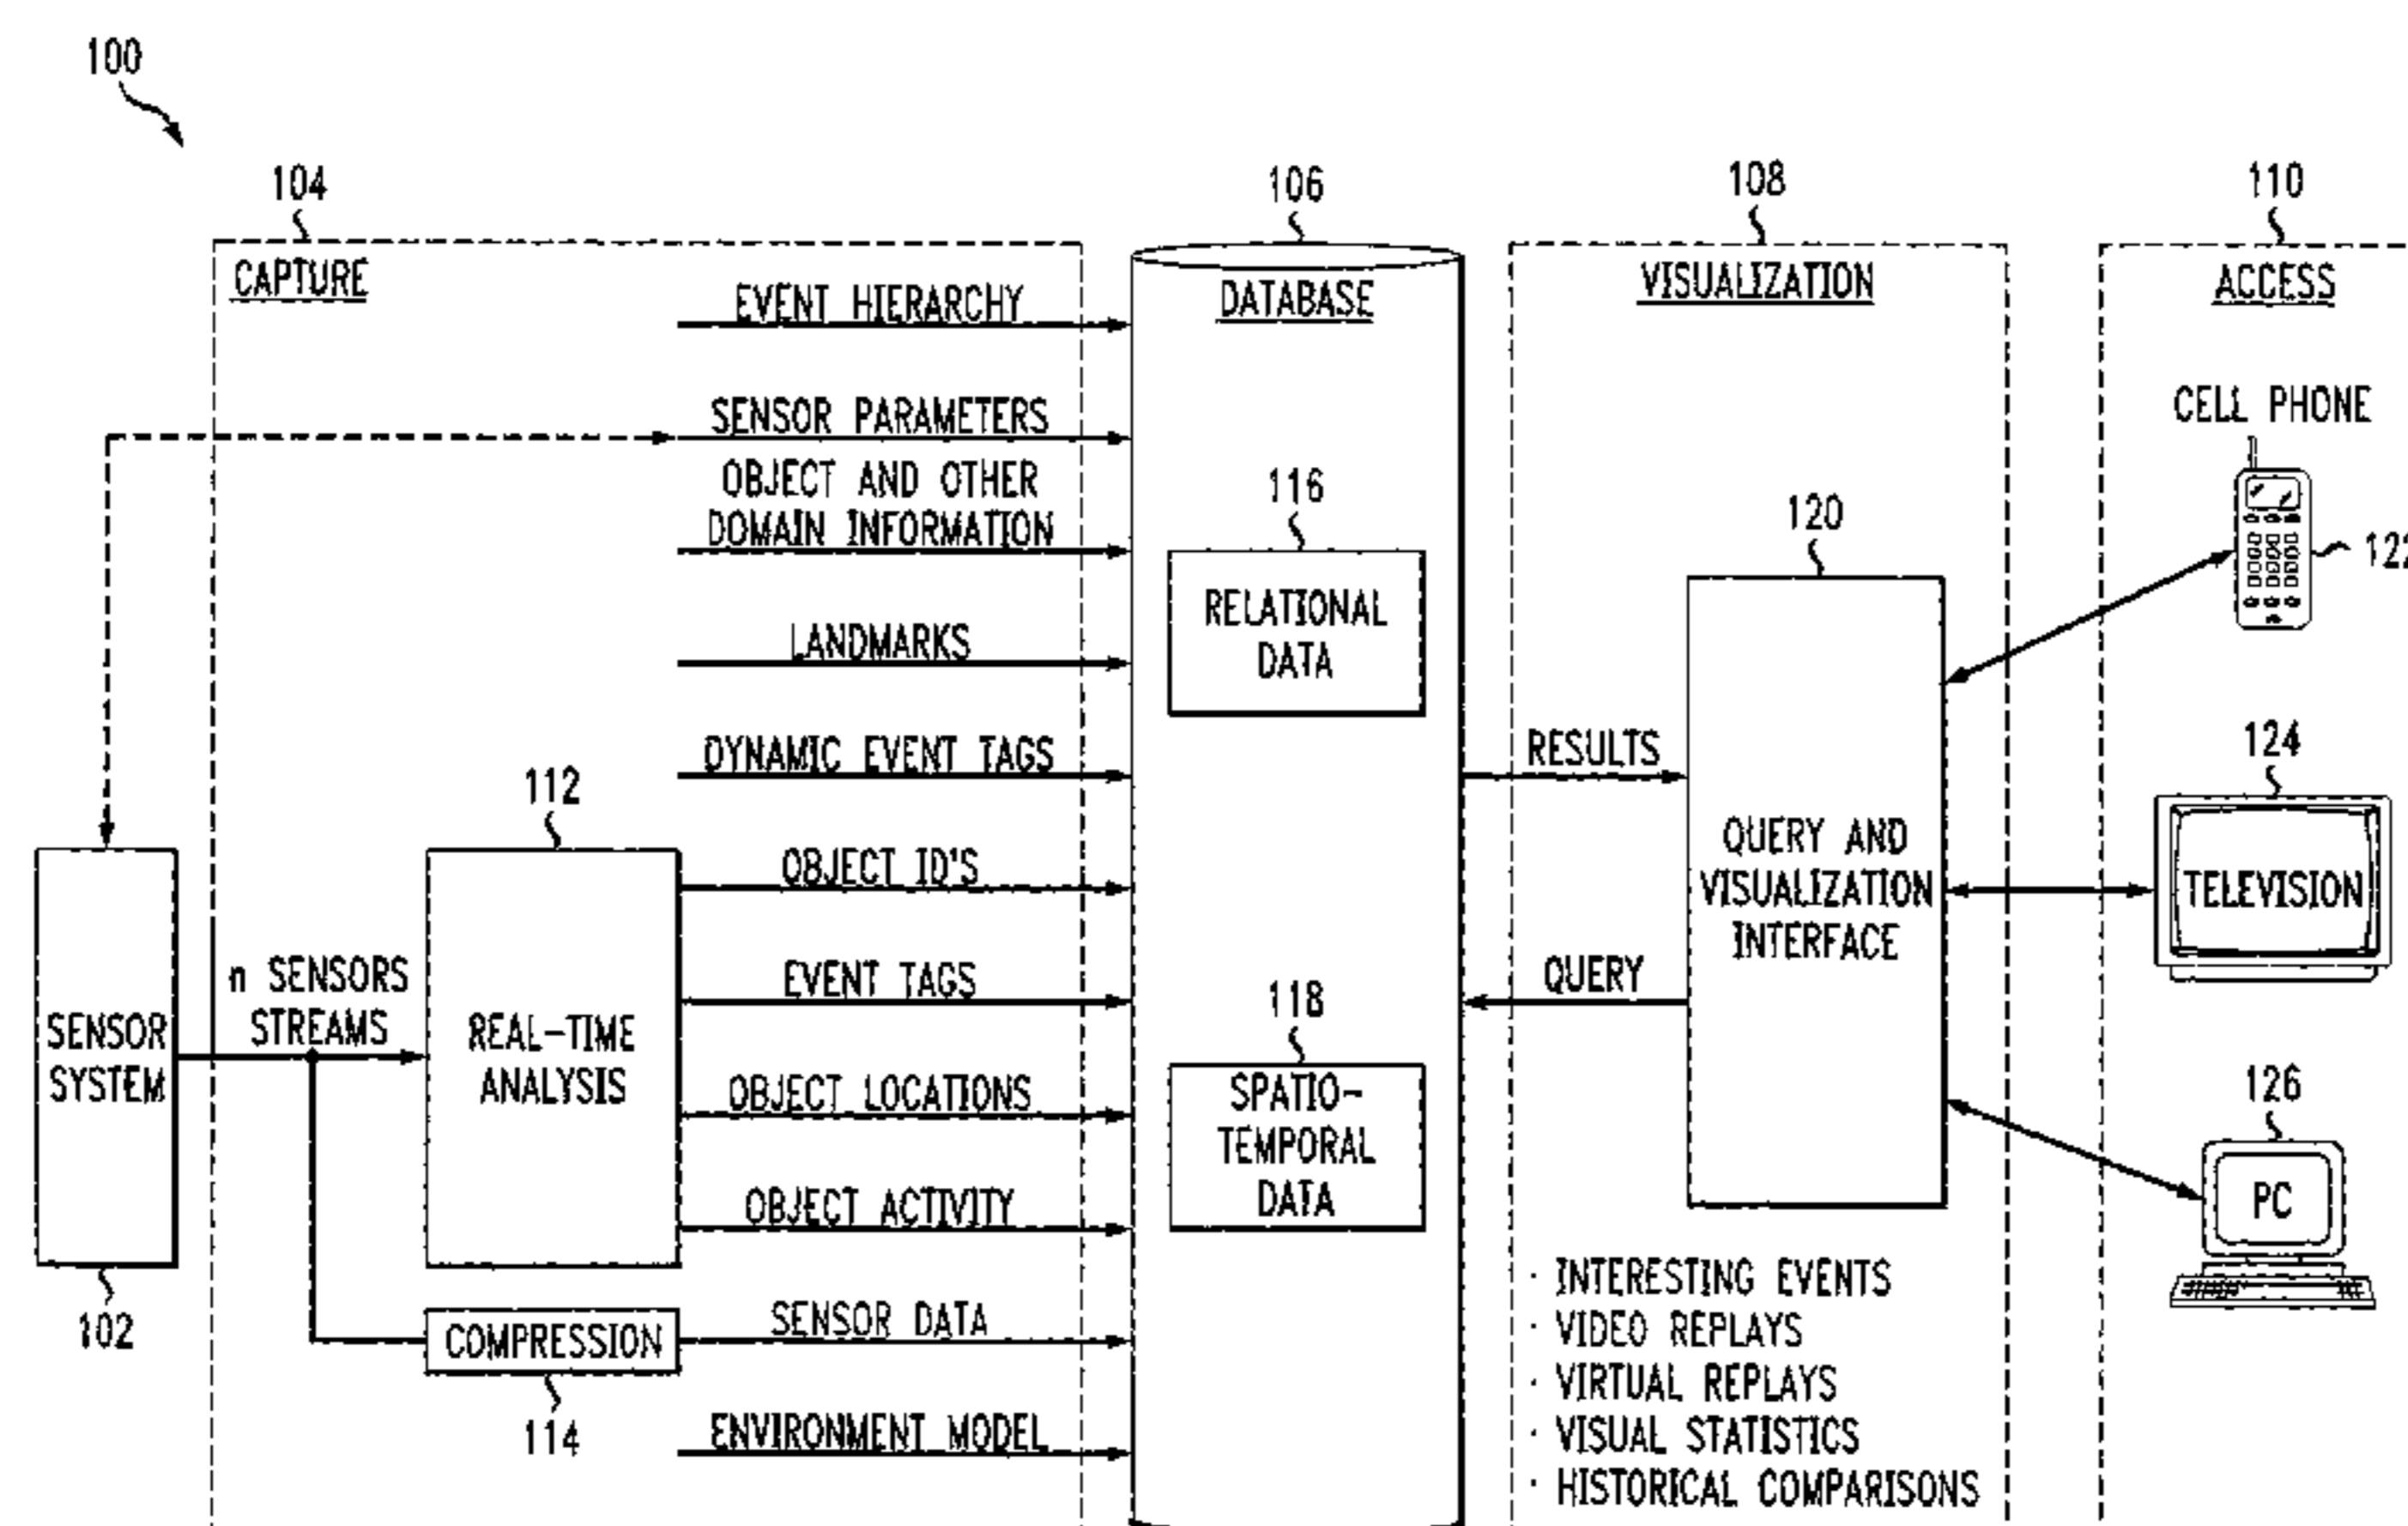 100
104
106
108
110
CAPTURE
EVENT HIERARCHY
SENSOR PARAMETERS
OBJECT AND OTHER
DOMAIN INFORMATION
LANDMARKS
DYNAMIC EVENT TAGS
112
OBJECT ID'S
EVENT TAGS
OBJECT LOCATIONS
OBJECT ACTIVITY
SENSOR DATA
ENVIRONMENT MODEL
n SENSORS
STREAMS
SENSOR
SYSTEM
102
REAL-TIME
ANALYSIS
COMPRESSION
114
DATABASE
116
RELATIONAL
DATA
118
SPATIO-
TEMPORAL
DATA
VISUALIZATION
RESULTS
QUERY
120
QUERY AND
VISUALIZATION
INTERFACE
· INTERESTING EVENTS
· VIDEO REPLAYS
· VIRTUAL REPLAYS
· VISUAL STATISTICS
· HISTORICAL COMPARISONS
ACCESS
CELL PHONE
124
TELEVISION
126
PC